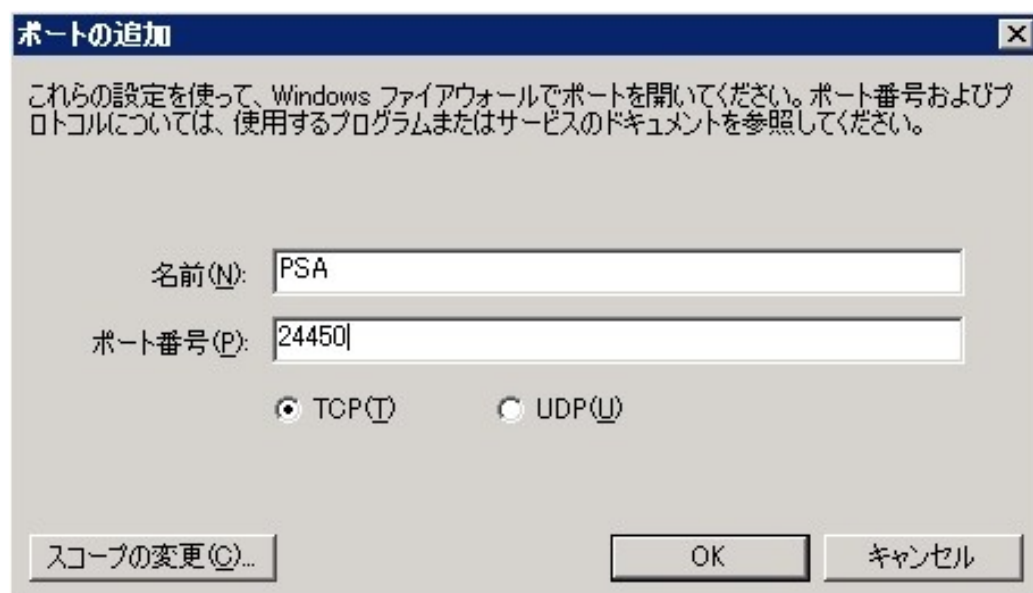 ポートの追加
これらの設定を使って、Windows ファイアウォールでポートを開いてください。ポート番号およびプ
ロトコルについては、使用するプログラムまたはサービスのドキュメントを参照してください。
名前(N): PSA
ポート番号(P): 24450
TCP(T) UDP(U)
スコープの変更(C)... OK キャンセル